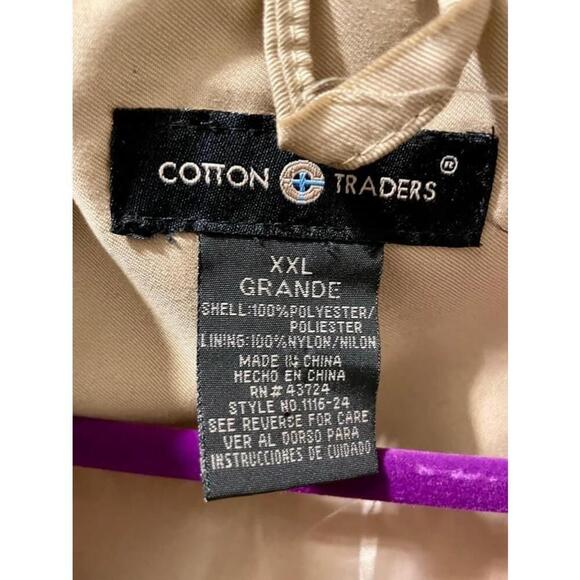 COTTON TRADERS ®
XXL
GRANDE
SHELL:100%POLYESTER/
POLIESTER
LINING:100%NYLON/NILON
MADE IN CHINA
HECHO EN CHINA
RN# 43724
STYLE NO.1116-24
SEE REVERSE FOR CARE
VER AL DORSO PARA
INSTRUCCIONES DE CUIDADO